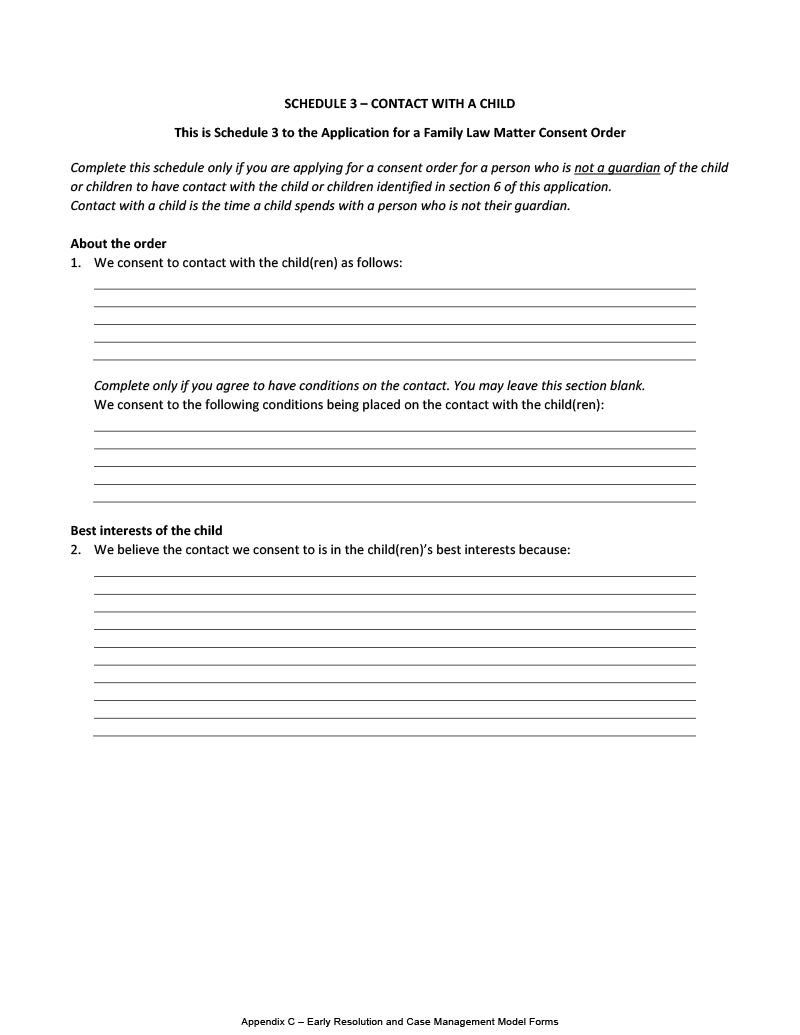 SCHEDULE 3 – CONTACT WITH A CHILD
This is Schedule 3 to the Application for a Family Law Matter Consent Order
Complete this schedule only if you are applying for a consent order for a person who is not a guardian of the child
or children to have contact with the child or children identified in section 6 of this application.
Contact with a child is the time a child spends with a person who is not their guardian.
About the order
1. We consent to contact with the child(ren) as follows:
Complete only if you agree to have conditions on the contact. You may leave this section blank.
We consent to the following conditions being placed on the contact with the child(ren):
Best interests of the child
2. We believe the contact we consent to is in the child(ren)’s best interests because:
Appendix C – Early Resolution and Case Management Model Forms